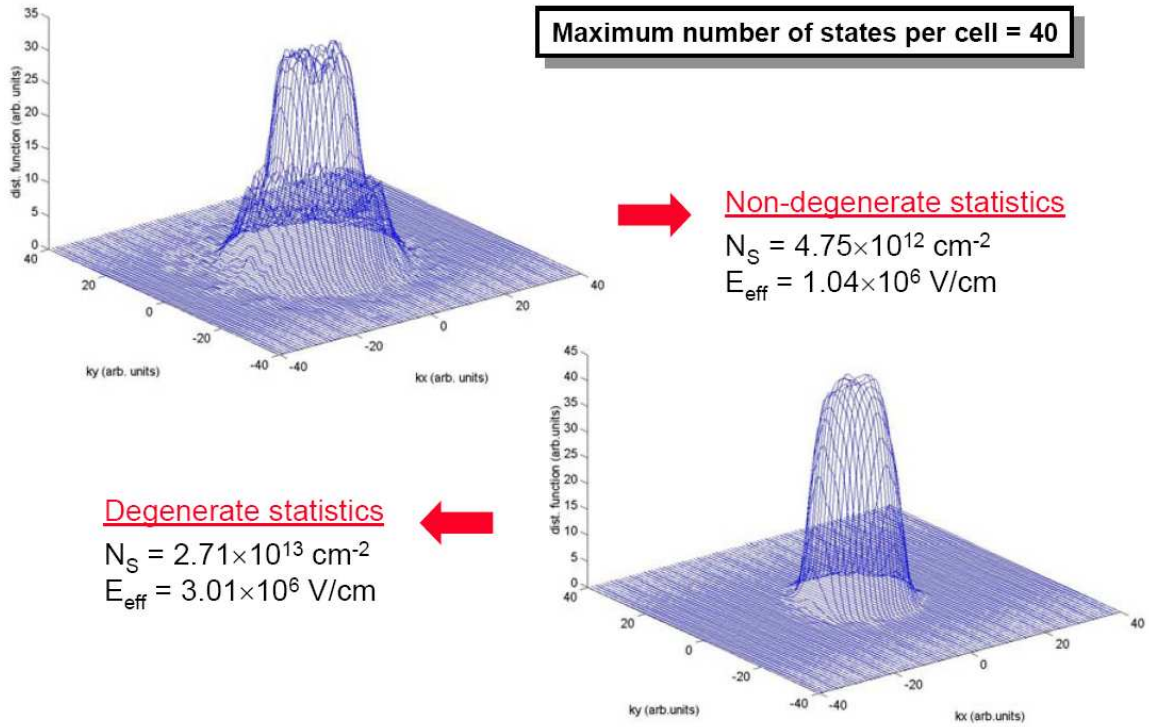 Maximum number of states per cell = 40
35
30
25
20
15
10
5
0
dist. function (arb. units)
40
20
0
-20
-40
ky (arb. units)
-40
-20
0
20
40
kx (arb. units)
Non-degenerate statistics
N_S = 4.75×10^12 cm^-2
E_eff = 1.04×10^6 V/cm
45
40
35
30
25
20
15
10
5
0
dist. function (arb.units)
40
20
0
-20
-40
ky (arb.units)
-40
-20
0
20
40
kx (arb.units)
Degenerate statistics
N_S = 2.71×10^13 cm^-2
E_eff = 3.01×10^6 V/cm